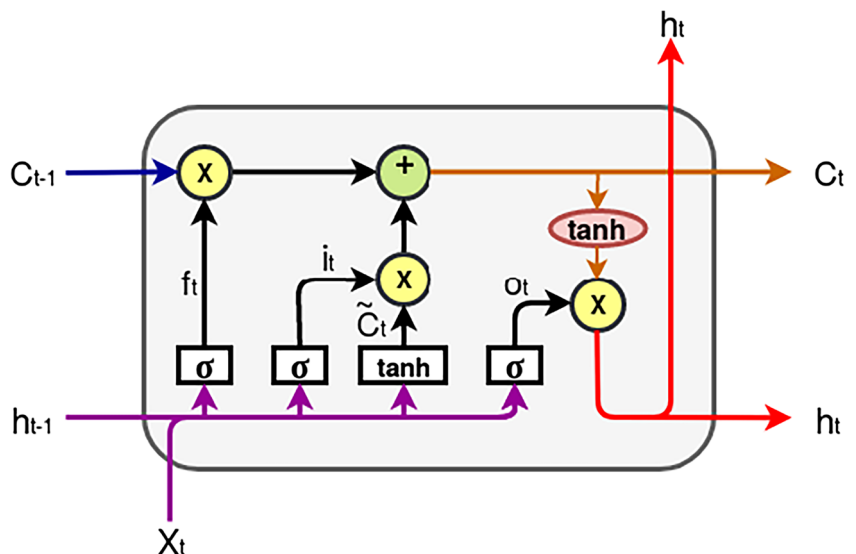 ht
Ct-1
X
+
Ct
tanh
ft
it
X
C̃t
ot
X
σ
σ
tanh
σ
ht-1
ht
Xt